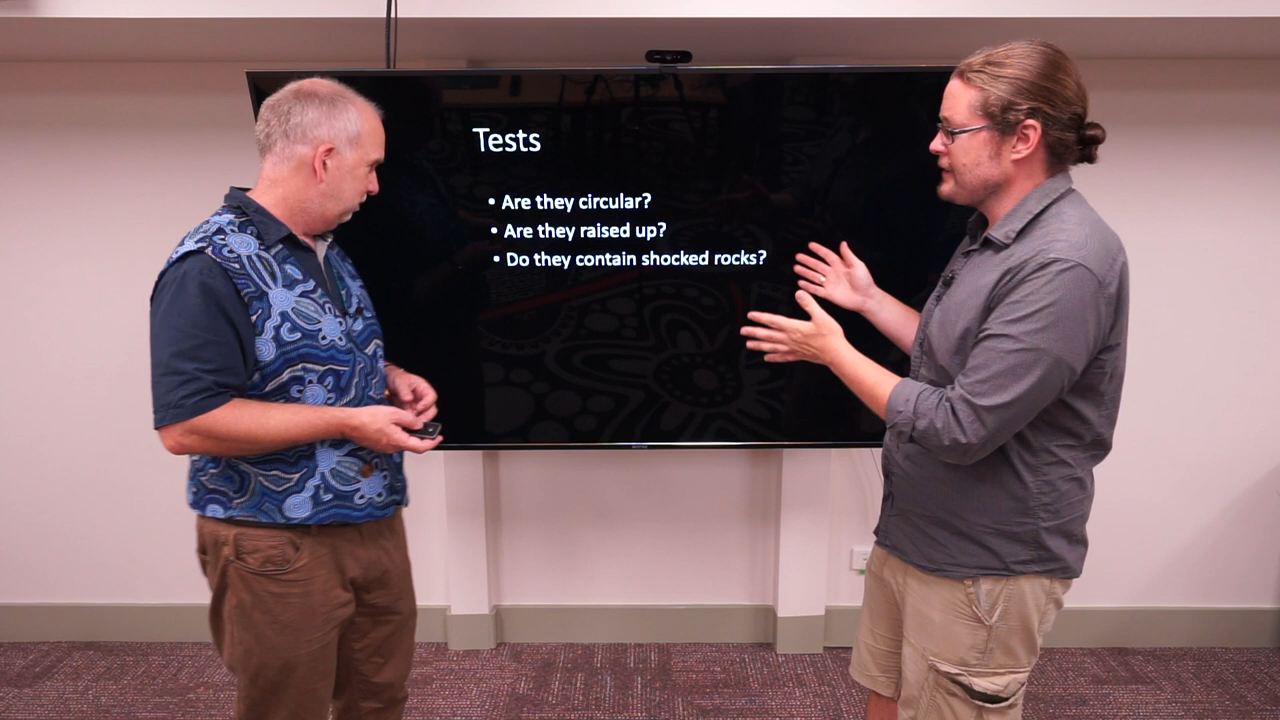 Tests
• Are they circular?
• Are they raised up?
• Do they contain shocked rocks?